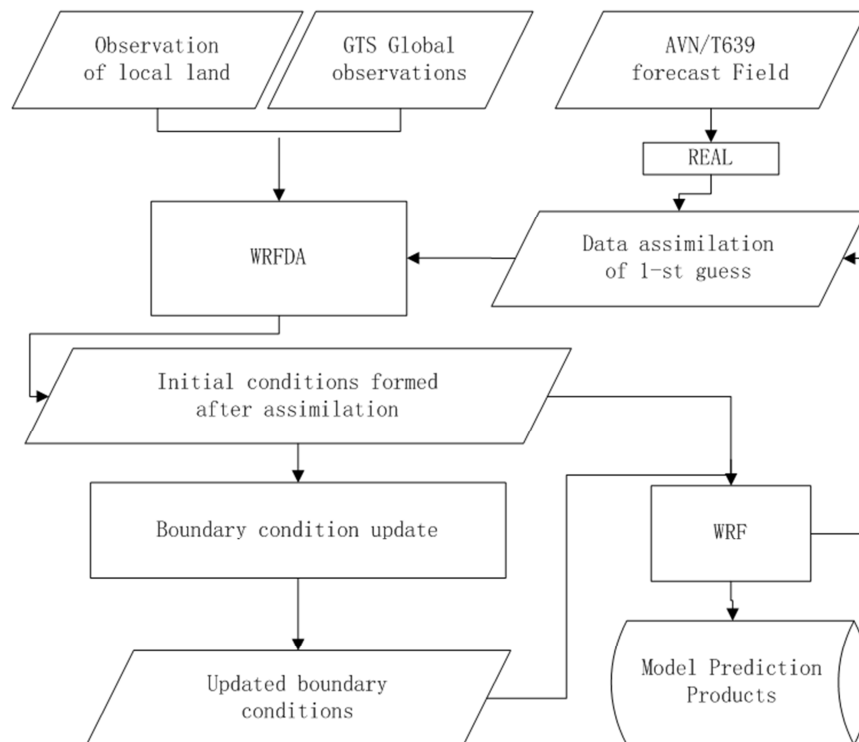 Observation
of local land
GTS Global
observations
AVN/T639
forecast Field
REAL
WRFDA
Data assimilation
of 1-st guess
Initial conditions formed
after assimilation
Boundary condition update
WRF
Updated boundary
conditions
Model Prediction
Products